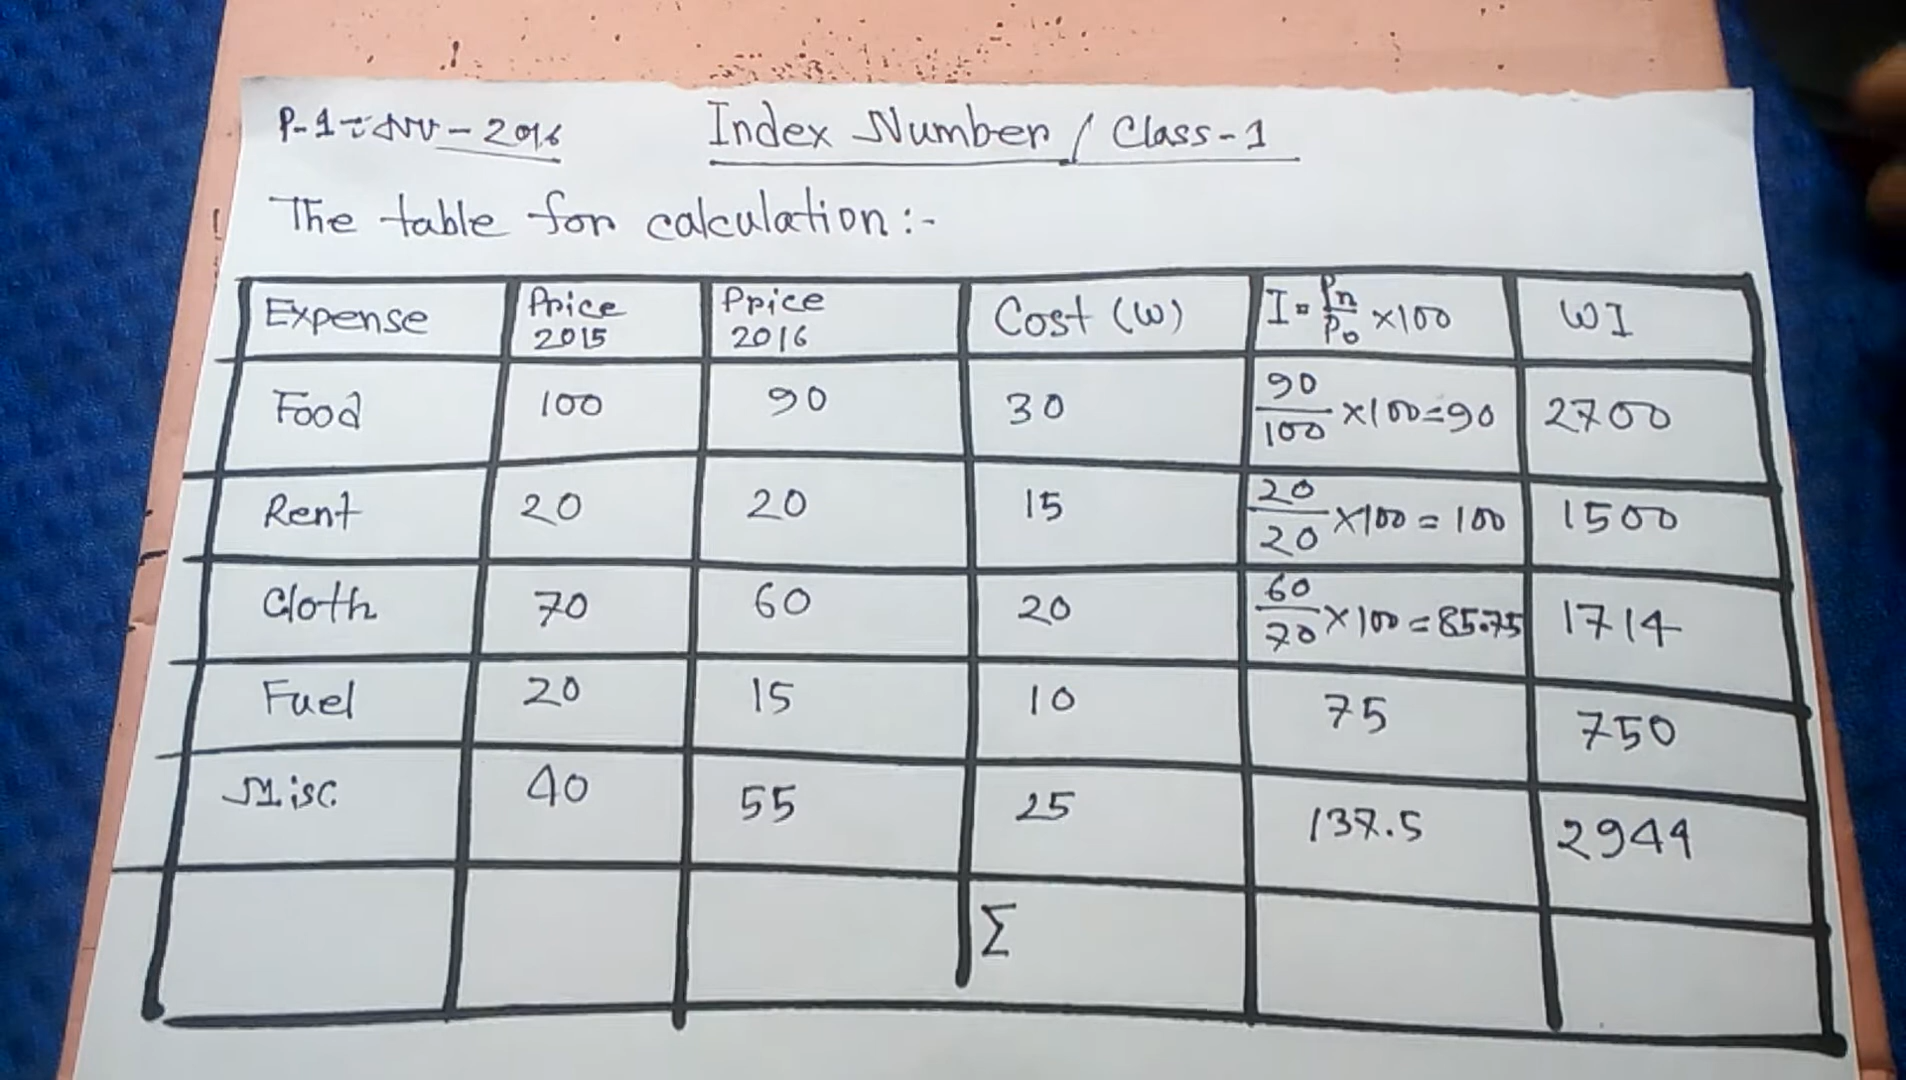 P-1 NU-2016
Index Number / Class-1
The table for calculation:-
Expense Price 2015 Price 2016 Cost (W) I = Pn/Po ×100 WI
Food 100 90 30 90/100 ×100=90 2700
Rent 20 20 15 20/20 ×100 = 100 1500
Cloth 70 60 20 60/70 ×100 = 85.75 1714
Fuel 20 15 10 75 750
Misc. 40 55 25 137.5 2944
Σ